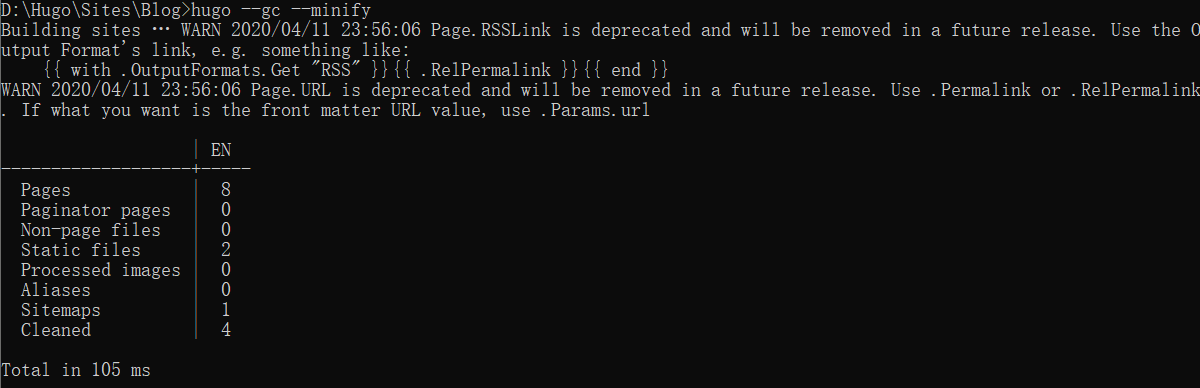 D:\Hugo\Sites\Blog>hugo --gc --minify
Building sites … WARN 2020/04/11 23:56:06 Page.RSSLink is deprecated and will be removed in a future release. Use the O
utput Format's link, e.g. something like:
    {{ with .OutputFormats.Get "RSS" }}{{ .RelPermalink }}{{ end }}
WARN 2020/04/11 23:56:06 Page.URL is deprecated and will be removed in a future release. Use .Permalink or .RelPermalink
. If what you want is the front matter URL value, use .Params.url
                   | EN
-------------------+-----
  Pages            |  8
  Paginator pages  |  0
  Non-page files   |  0
  Static files     |  2
  Processed images |  0
  Aliases          |  0
  Sitemaps         |  1
  Cleaned          |  4
Total in 105 ms